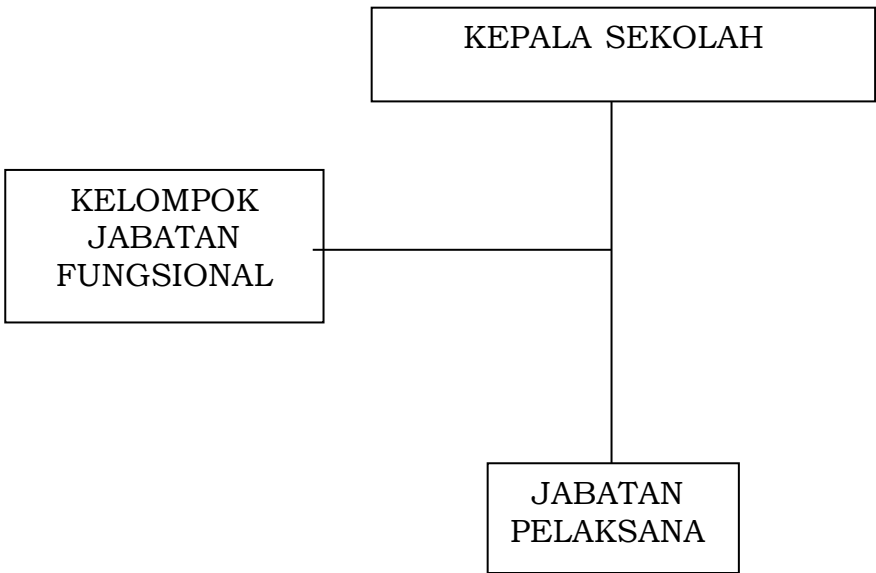 KEPALA SEKOLAH
KELOMPOK
JABATAN
FUNGSIONAL
JABATAN
PELAKSANA